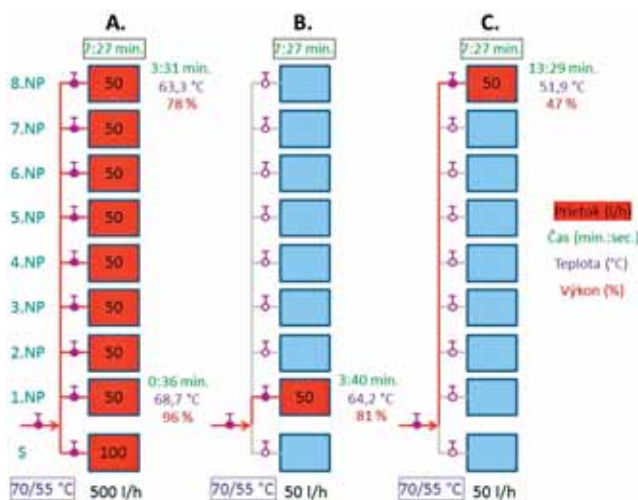 A. B. C.
7:27 min. 7:27 min. 7:27 min.
8.NP 50 3:31 min. 50 13:29 min.
63,3 °C 51,9 °C
78 % 47 %
7.NP 50
6.NP 50
5.NP 50
Prietok (l/h)
Čas (min.:sec.)
4.NP 50
Teplota (°C)
3.NP 50
Výkon (%)
2.NP 50
1.NP 50 0:36 min. 50 3:40 min.
68,7 °C 64,2 °C
96 % 81 %
S 100
70/55 °C 500 l/h 50 l/h 70/55 °C 50 l/h